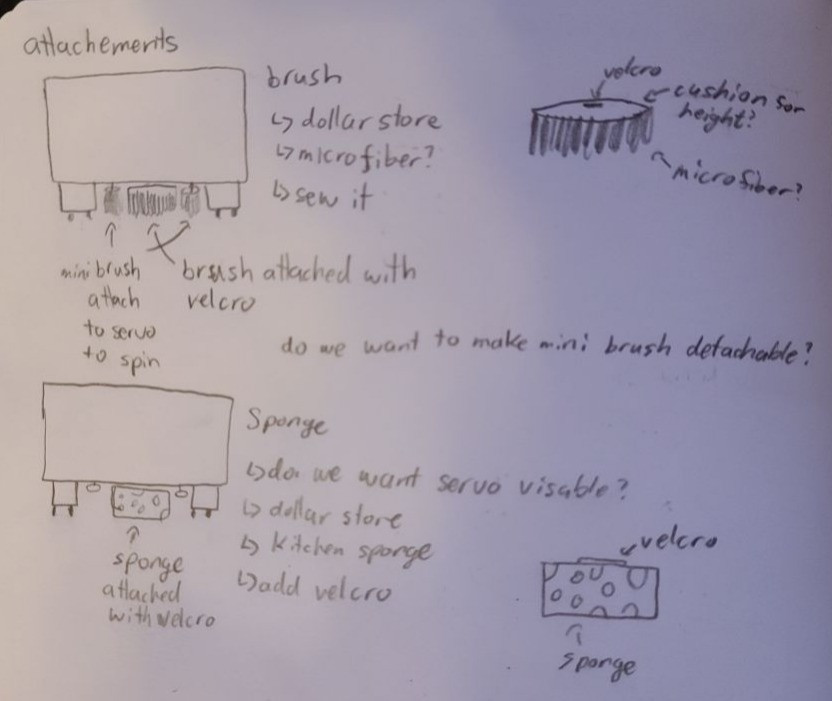 attachements
brush
↳ dollar store
↳ microfiber?
↳ sew it
velcro
cushion for
height?
microfiber?
mini brush
attach
to servo
to spin
brush attached with
velcro
do we want to make mini brush detachable?
Sponge
↳ do we want servo visable?
↳ dollar store
↳ kitchen sponge
↳ add velcro
sponge
attached
with velcro
velcro
sponge